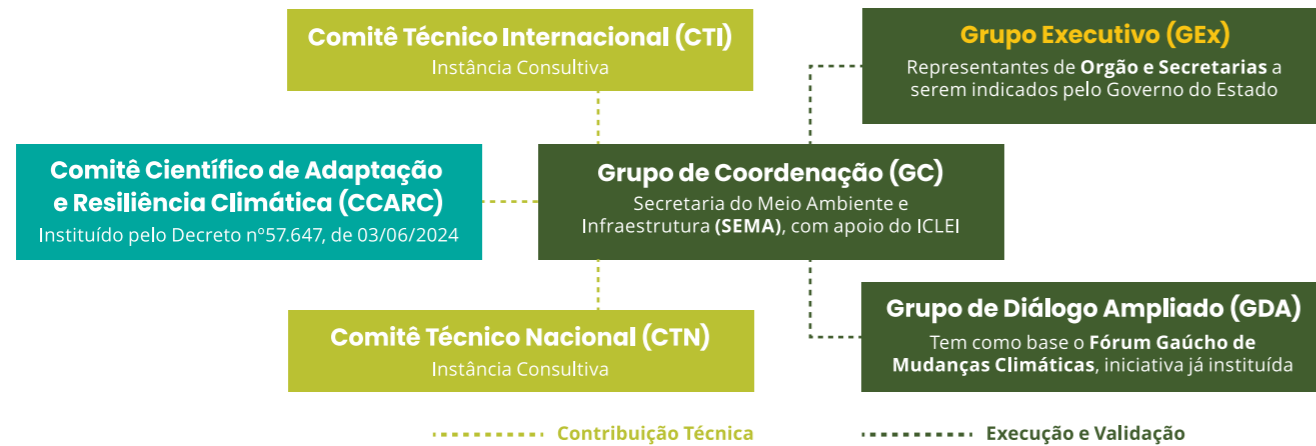 Comitê Técnico Internacional (CTI)
Instância Consultiva
Grupo Executivo (GEx)
Representantes de Orgão e Secretarias a
serem indicados pelo Governo do Estado
Comitê Científico de Adaptação
e Resiliência Climática (CCARC)
Instituído pelo Decreto nº57.647, de 03/06/2024
Grupo de Coordenação (GC)
Secretaria do Meio Ambiente e
Infraestrutura (SEMA), com apoio do ICLEI
Comitê Técnico Nacional (CTN)
Instância Consultiva
Grupo de Diálogo Ampliado (GDA)
Tem como base o Fórum Gaúcho de
Mudanças Climáticas, iniciativa já instituída
Contribuição Técnica
Execução e Validação